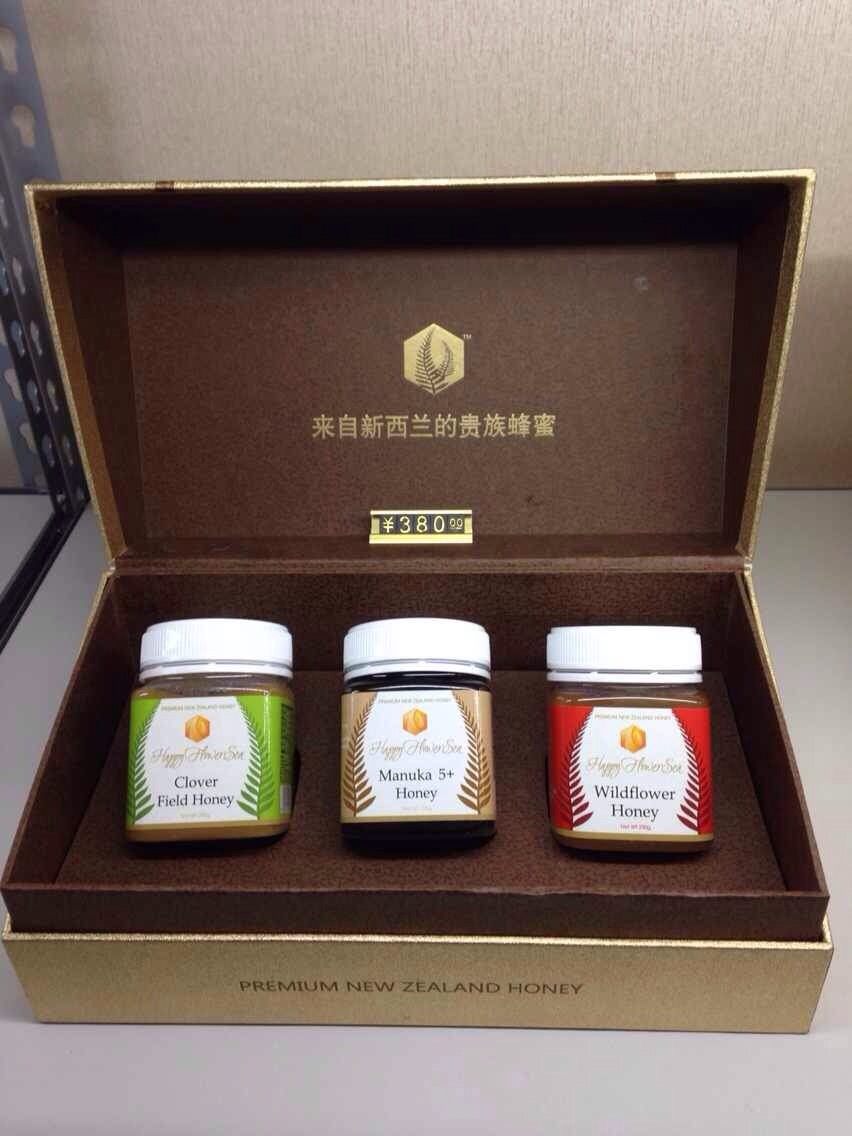 TM
来自新西兰的贵族蜂蜜
¥380.00
PREMIUM NEW ZEALAND HONEY
Happy Flower Sea
Clover
Field Honey
PREMIUM NEW ZEALAND HONEY
Happy Flower Sea
Manuka 5+
Honey
PREMIUM NEW ZEALAND HONEY
Happy Flower Sea
Wildflower
Honey
Net wt 250g
PREMIUM NEW ZEALAND HONEY